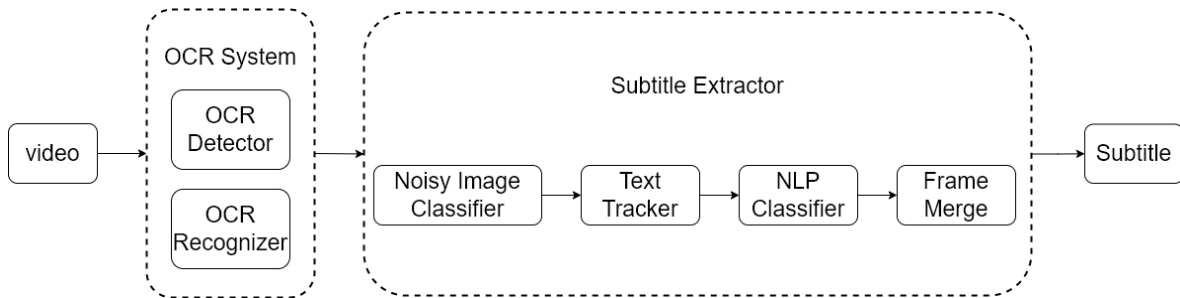 video
OCR System
OCR
Detector
OCR
Recognizer
Subtitle Extractor
Noisy Image
Classifier
Text
Tracker
NLP
Classifier
Frame
Merge
Subtitle